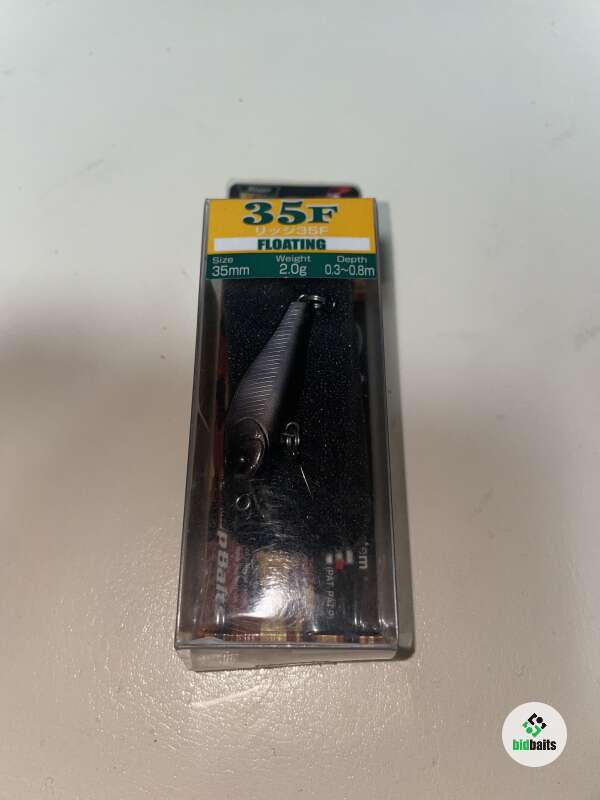 35F
リッジ35F
FLOATING
Size Weight Depth
35mm 2.0g 0.3~0.8m
bidbaits